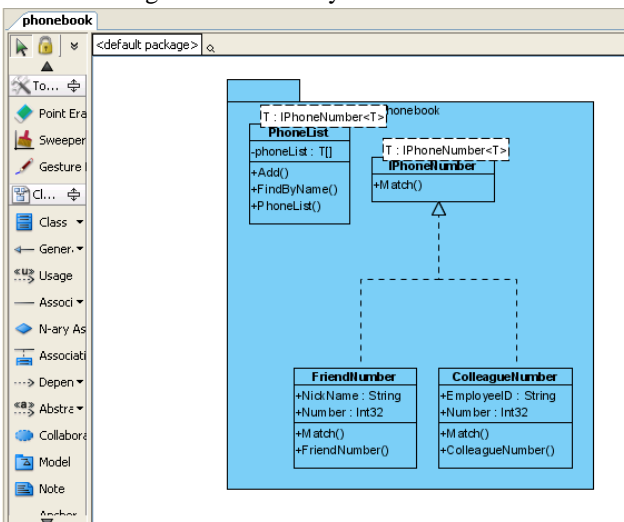 phonebook
<default package>
To...
Point Era
Sweeper
Gesture
Cl...
Class
Gener.
Usage
Associ
N-ary As
Associati
Depen
Abstra
Collabora
Model
Note
honebook
T : IPhoneNumber<T>
PhoneList
-phoneList : T[]
+Add()
+FindByName()
+PhoneList()
T : IPhoneNumber<T>
IPhoneNumber
+Match()
FriendNumber
+NickName : String
+Number : Int32
+Match()
+FriendNumber()
ColleagueNumber
+EmployeeID : String
+Number : Int32
+Match()
+ColleagueNumber()